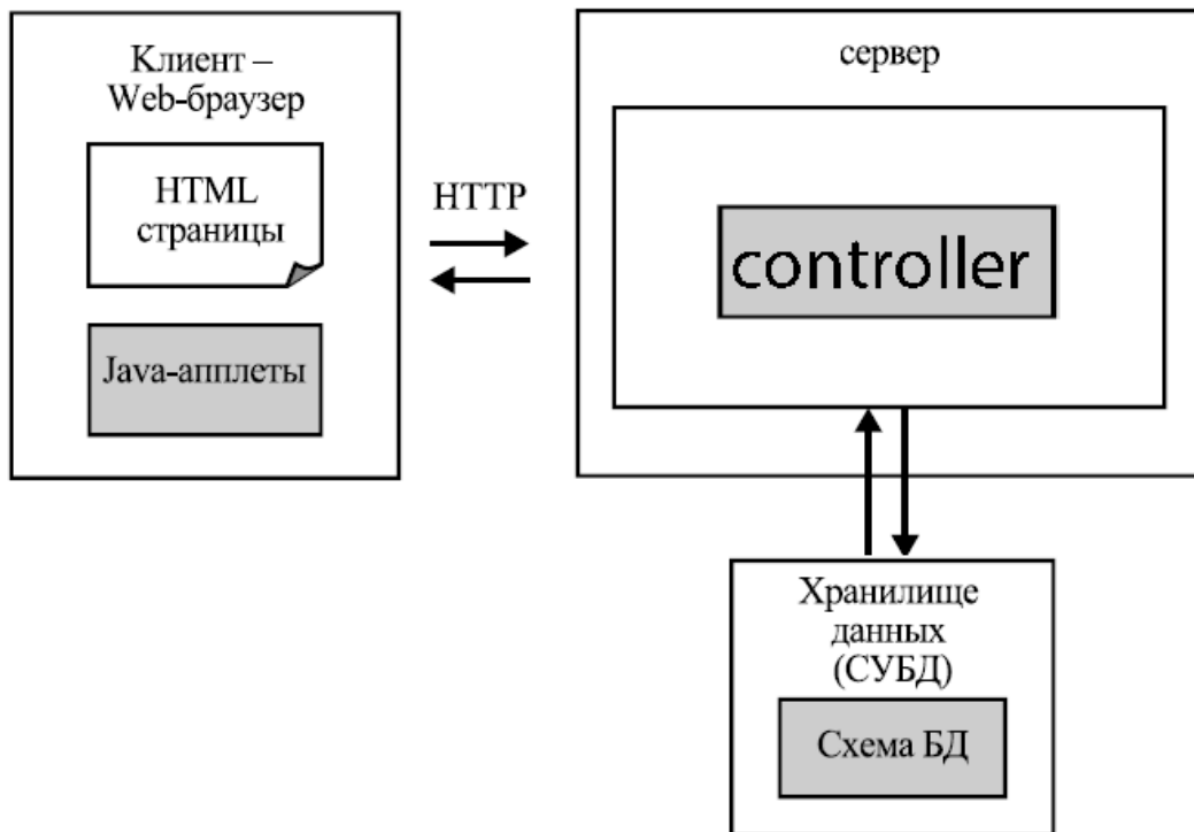 Клиент –
Web-браузер
HTML
страницы
Java-апплеты
HTTP
сервер
controller
Хранилище
данных
(СУБД)
Схема БД